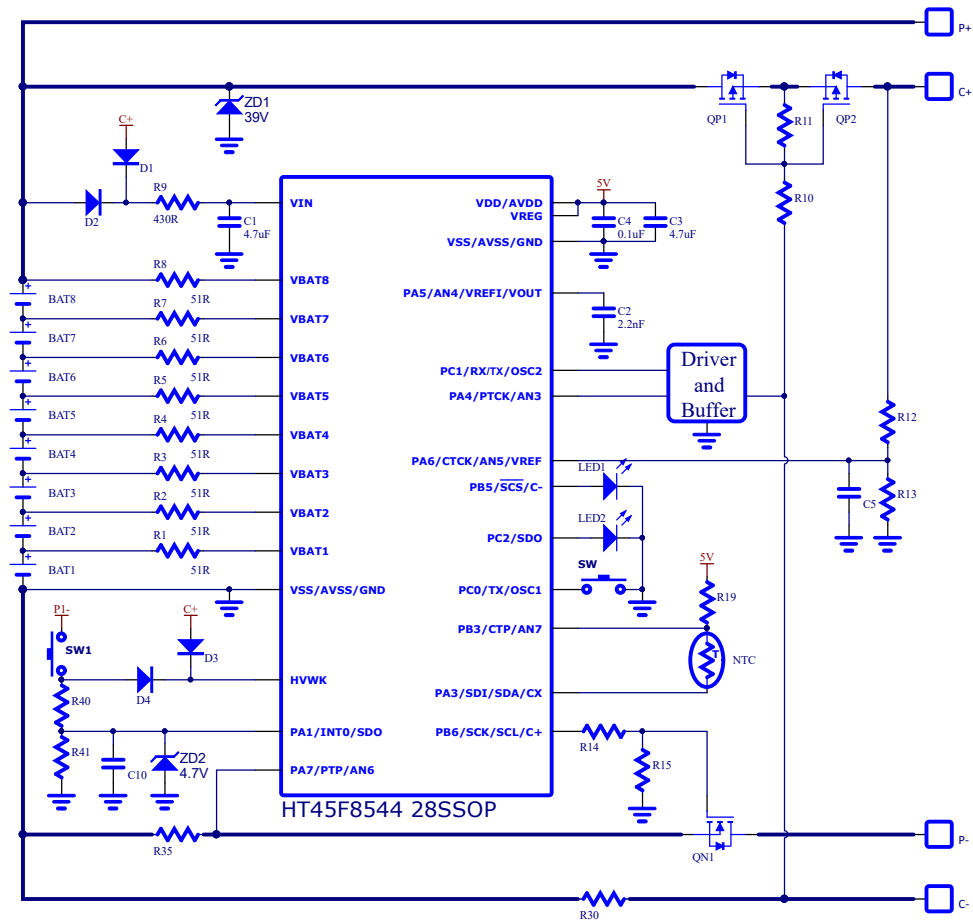 P+
ZD1
39V
C+
QP1
QP2
R11
C+
D1
R9
430R
D2
C1
4.7uF
VIN
VDD/AVDD
VREG
VSS/AVSS/GND
5V
C4
0.1uF
C3
4.7uF
R10
R8
51R
VBAT8
PA5/AN4/VREFI/VOUT
C2
2.2nF
BAT8
R7
51R
VBAT7
BAT7
R6
51R
VBAT6
PC1/RX/TX/OSC2
Driver
and
Buffer
BAT6
R5
51R
VBAT5
PA4/PTCK/AN3
BAT5
R4
51R
VBAT4
R12
BAT4
R3
51R
VBAT3
PA6/CTCK/AN5/VREF
LED1
BAT3
R2
51R
VBAT2
PB5/SCS/C-
C5
R13
LED2
BAT2
R1
51R
VBAT1
PC2/SDO
BAT1
VSS/AVSS/GND
PC0/TX/OSC1
SW
5V
R19
P1-
C+
SW1
D3
PB3/CTP/AN7
T
NTC
D4
HVWK
PA3/SDI/SDA/CX
R40
PA1/INT0/SDO
PB6/SCK/SCL/C+
R14
R41
C10
ZD2
4.7V
PA7/PTP/AN6
R15
HT45F8544 28SSOP
R35
QN1
P-
R30
C-